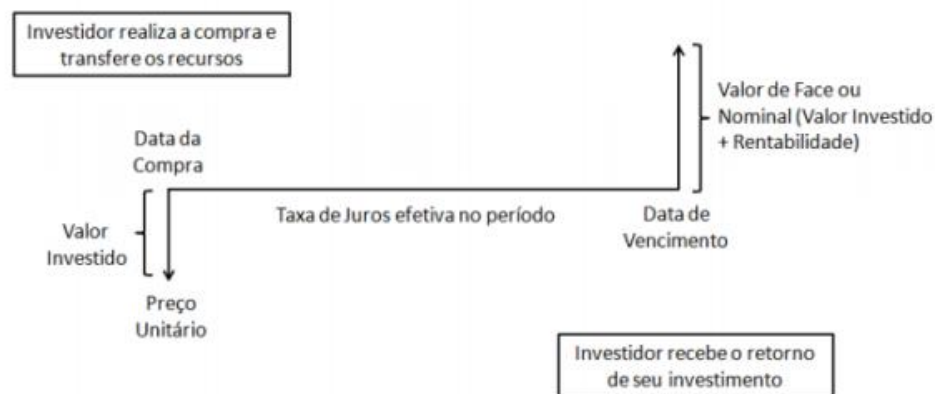 Investidor realiza a compra e
transfere os recursos
Valor de Face ou
Nominal (Valor Investido
+ Rentabilidade)
Data da
Compra
Taxa de Juros efetiva no período
Data de
Vencimento
Valor
Investido
Preço
Unitário
Investidor recebe o retorno
de seu investimento